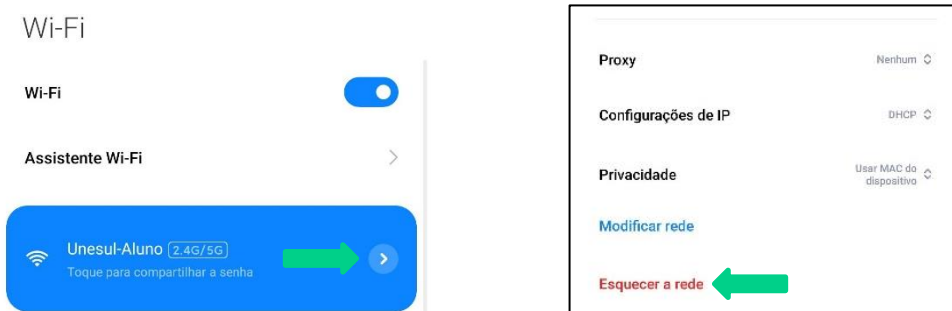 Wi-Fi
Wi-Fi
Assistente Wi-Fi
Unesul-Aluno 2.4G/5G
Toque para compartilhar a senha
Proxy Nenhum
Configurações de IP DHCP
Privacidade Usar MAC do
dispositivo
Modificar rede
Esquecer a rede